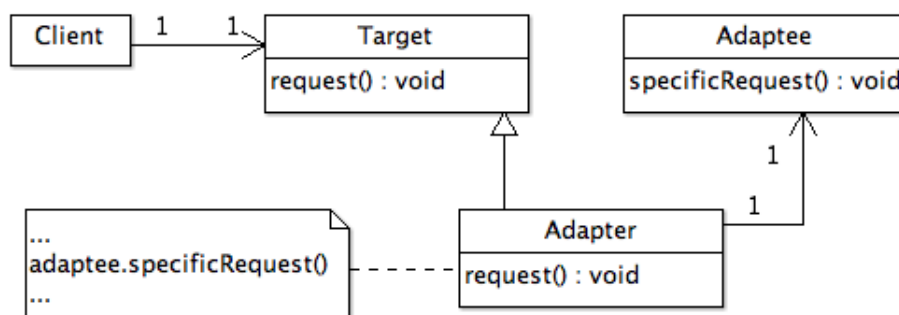 Client
1
1
Target
request() : void
Adaptee
specificRequest() : void
1
1
Adapter
request() : void
...
adaptee.specificRequest()
...